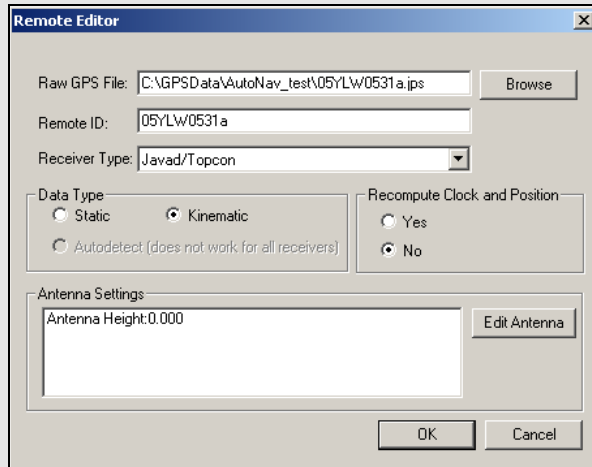 Remote Editor
Raw GPS File: C:\GPSData\AutoNav_test\05YLW0531a.jps Browse
Remote ID: 05YLW0531a
Receiver Type: Javad/Topcon
Data Type
Static Kinematic
Autodetect (does not work for all receivers)
Recompute Clock and Position
Yes
No
Antenna Settings
Antenna Height:0.000
Edit Antenna
OK Cancel